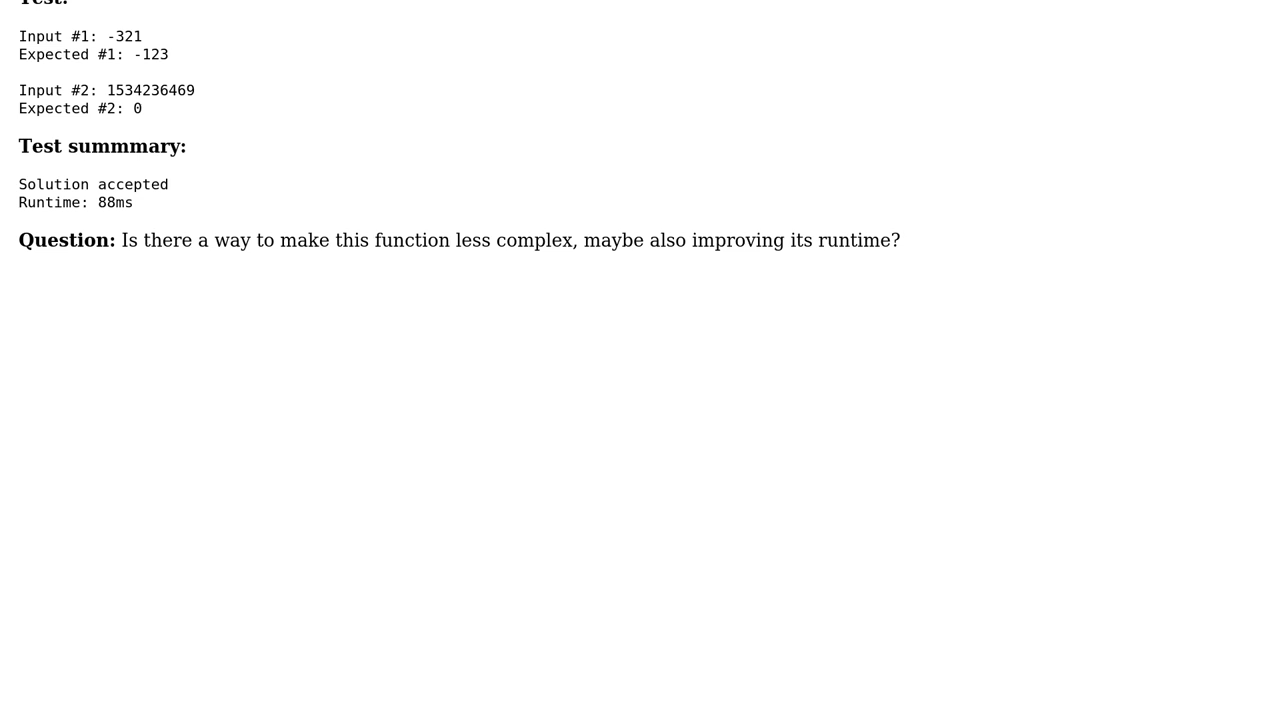 Test:
Input #1: -321
Expected #1: -123
Input #2: 1534236469
Expected #2: 0
Test summmary:
Solution accepted
Runtime: 88ms
Question: Is there a way to make this function less complex, maybe also improving its runtime?